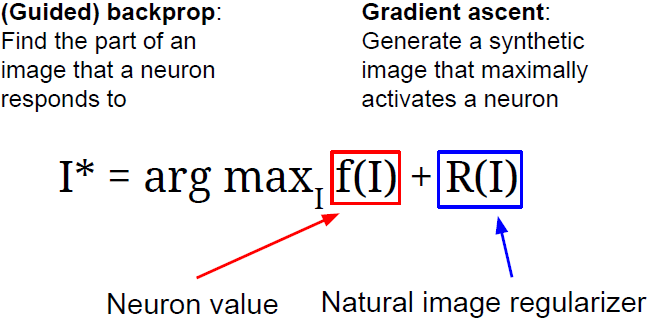 (Guided) backprop:
Find the part of an
image that a neuron
responds to
Gradient ascent:
Generate a synthetic
image that maximally
activates a neuron
I* = arg max_I f(I) + R(I)
Neuron value
Natural image regularizer